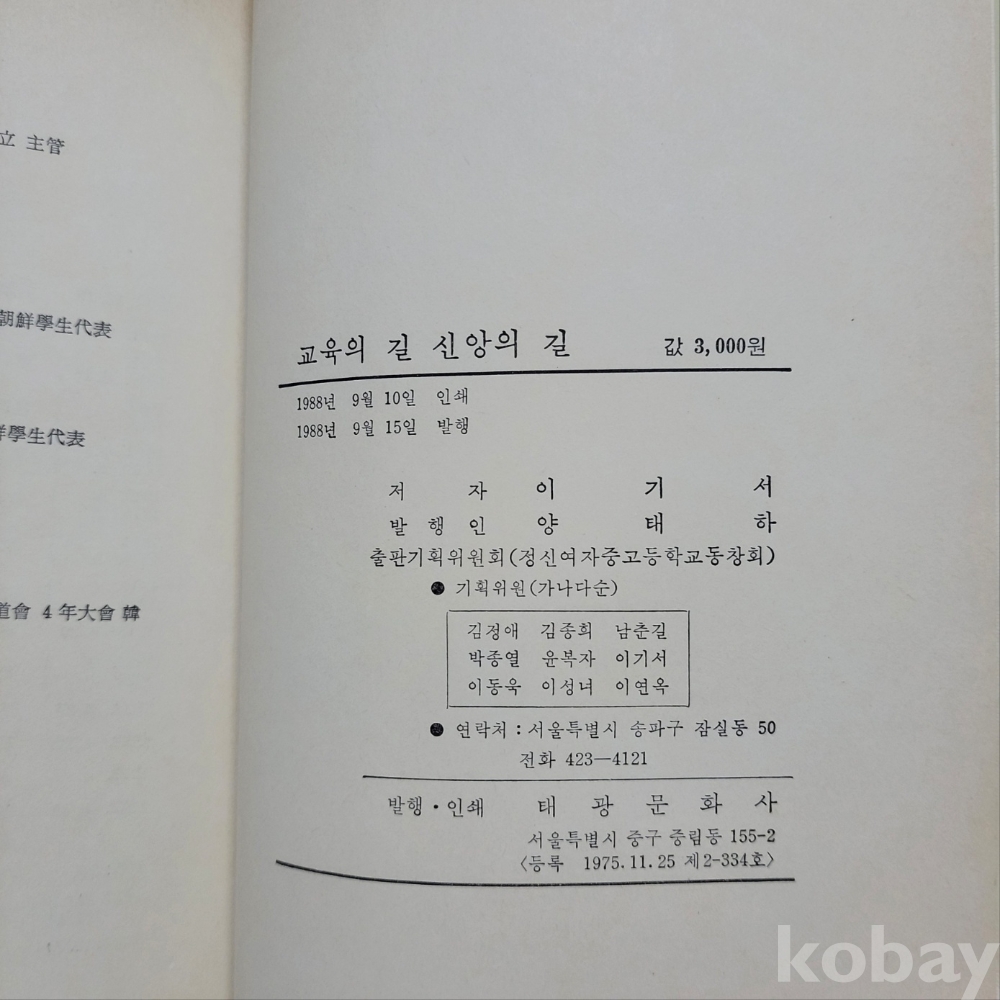 立 主管
朝鮮學生代表
學生代表
道會 4年大會 韓
교육의 길 신앙의 길 값 3,000원
1988년 9월 10일 인쇄
1988년 9월 15일 발행
저 자 이 기 서
발 행 인 양 태 하
출판기획위원회(정신여자중고등학교동창회)
● 기획위원(가나다순)
김정애 김종희 남춘길
박종열 윤복자 이기서
이동욱 이성녀 이연옥
● 연락처 : 서울특별시 송파구 잠실동 50
전화 423—4121
발행・인쇄 태 광 문 화 사
서울특별시 중구 중림동 155-2
〈등록 1975.11.25 제2-334호〉
kobay